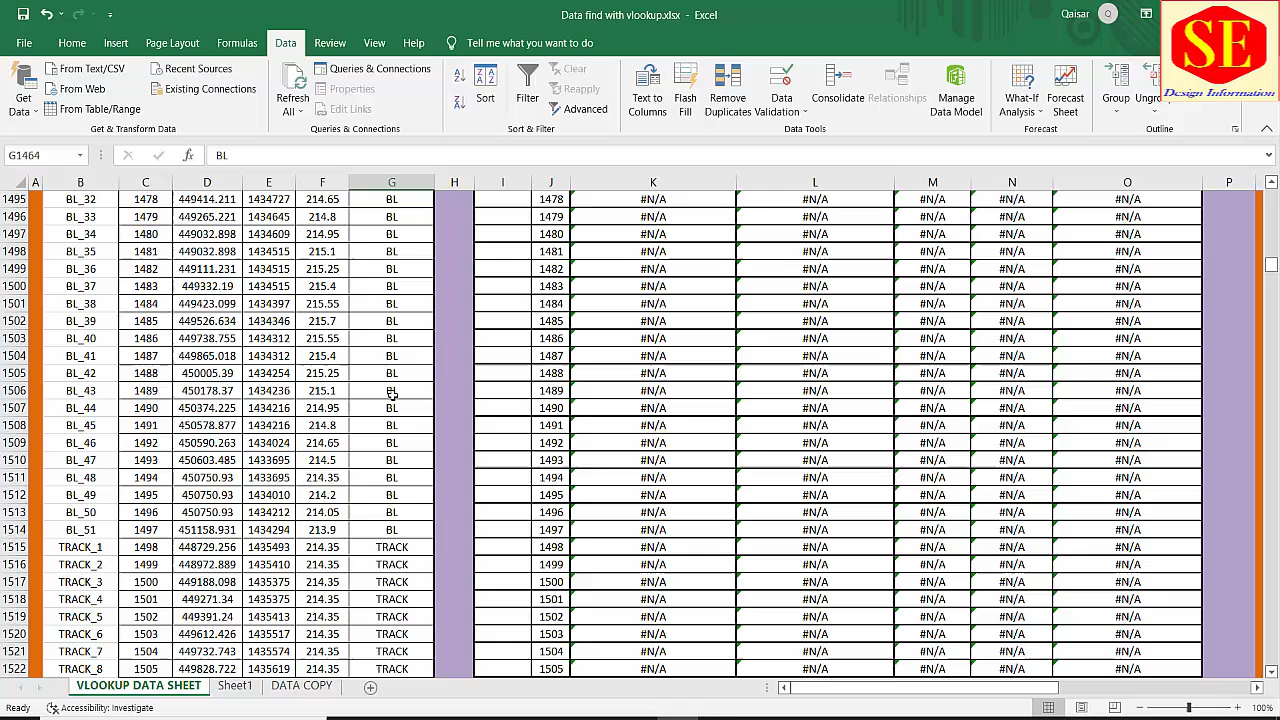 Data find with vlookup.xlsx - Excel
Qaisar Q
SE
Design Information
File Home Insert Page Layout Formulas Data Review View Help Tell me what you want to do
Get Data From Text/CSV From Web From Table/Range Recent Sources Existing Connections
Refresh All Queries & Connections Properties Edit Links
Sort Filter Clear Reapply Advanced
Text to Columns Flash Fill Remove Duplicates Data Validation Consolidate Relationships Manage Data Model
What-If Analysis Forecast Sheet Group
Get & Transform Data Queries & Connections Sort & Filter Data Tools Forecast Outline
G1464 fx BL
A B C D E F G H I J K L M N O P
1495 BL_32 1478 449414.211 1434727 214.65 BL 1478 #N/A #N/A #N/A #N/A #N/A
1496 BL_33 1479 449265.221 1434645 214.8 BL 1479 #N/A #N/A #N/A #N/A #N/A
1497 BL_34 1480 449032.898 1434609 214.95 BL 1480 #N/A #N/A #N/A #N/A #N/A
1498 BL_35 1481 449032.898 1434515 215.1 BL 1481 #N/A #N/A #N/A #N/A #N/A
1499 BL_36 1482 449111.231 1434515 215.25 BL 1482 #N/A #N/A #N/A #N/A #N/A
1500 BL_37 1483 449332.19 1434515 215.4 BL 1483 #N/A #N/A #N/A #N/A #N/A
1501 BL_38 1484 449423.099 1434397 215.55 BL 1484 #N/A #N/A #N/A #N/A #N/A
1502 BL_39 1485 449526.634 1434397 215.7 BL 1485 #N/A #N/A #N/A #N/A #N/A
1503 BL_40 1486 449738.755 1434312 215.55 BL 1486 #N/A #N/A #N/A #N/A #N/A
1504 BL_41 1487 449865.018 1434312 215.4 BL 1487 #N/A #N/A #N/A #N/A #N/A
1505 BL_42 1488 450005.39 1434254 215.25 BL 1488 #N/A #N/A #N/A #N/A #N/A
1506 BL_43 1489 450178.37 1434236 215.1 1489 #N/A #N/A #N/A #N/A #N/A
1507 BL_44 1490 450374.225 1434216 214.95 BL 1490 #N/A #N/A #N/A #N/A #N/A
1508 BL_45 1491 450578.877 1434216 214.8 BL 1491 #N/A #N/A #N/A #N/A #N/A
1509 BL_46 1492 450590.263 1434024 214.65 BL 1492 #N/A #N/A #N/A #N/A #N/A
1510 BL_47 1493 450603.485 1433695 214.5 BL 1493 #N/A #N/A #N/A #N/A #N/A
1511 BL_48 1494 450750.93 1433695 214.35 BL 1494 #N/A #N/A #N/A #N/A #N/A
1512 BL_49 1495 450750.93 1434010 214.2 BL 1495 #N/A #N/A #N/A #N/A #N/A
1513 BL_50 1496 450750.93 1434212 214.05 BL 1496 #N/A #N/A #N/A #N/A #N/A
1514 BL_51 1497 451158.931 1434294 213.9 BL 1497 #N/A #N/A #N/A #N/A #N/A
1515 TRACK_1 1498 448729.256 1435493 214.35 TRACK 1498 #N/A #N/A #N/A #N/A #N/A
1516 TRACK_2 1499 448972.889 1435410 214.35 TRACK 1499 #N/A #N/A #N/A #N/A #N/A
1517 TRACK_3 1500 449188.098 1435375 214.35 TRACK 1500 #N/A #N/A #N/A #N/A #N/A
1518 TRACK_4 1501 449271.34 1435375 214.35 TRACK 1501 #N/A #N/A #N/A #N/A #N/A
1519 TRACK_5 1502 449391.24 1435413 214.35 TRACK 1502 #N/A #N/A #N/A #N/A #N/A
1520 TRACK_6 1503 449612.426 1435517 214.35 TRACK 1503 #N/A #N/A #N/A #N/A #N/A
1521 TRACK_7 1504 449732.743 1435574 214.35 TRACK 1504 #N/A #N/A #N/A #N/A #N/A
1522 TRACK_8 1505 449828.722 1435619 214.35 TRACK 1505 #N/A #N/A #N/A #N/A #N/A
VLOOKUP DATA SHEET Sheet1 DATA COPY
Ready Accessibility: Investigate 100%